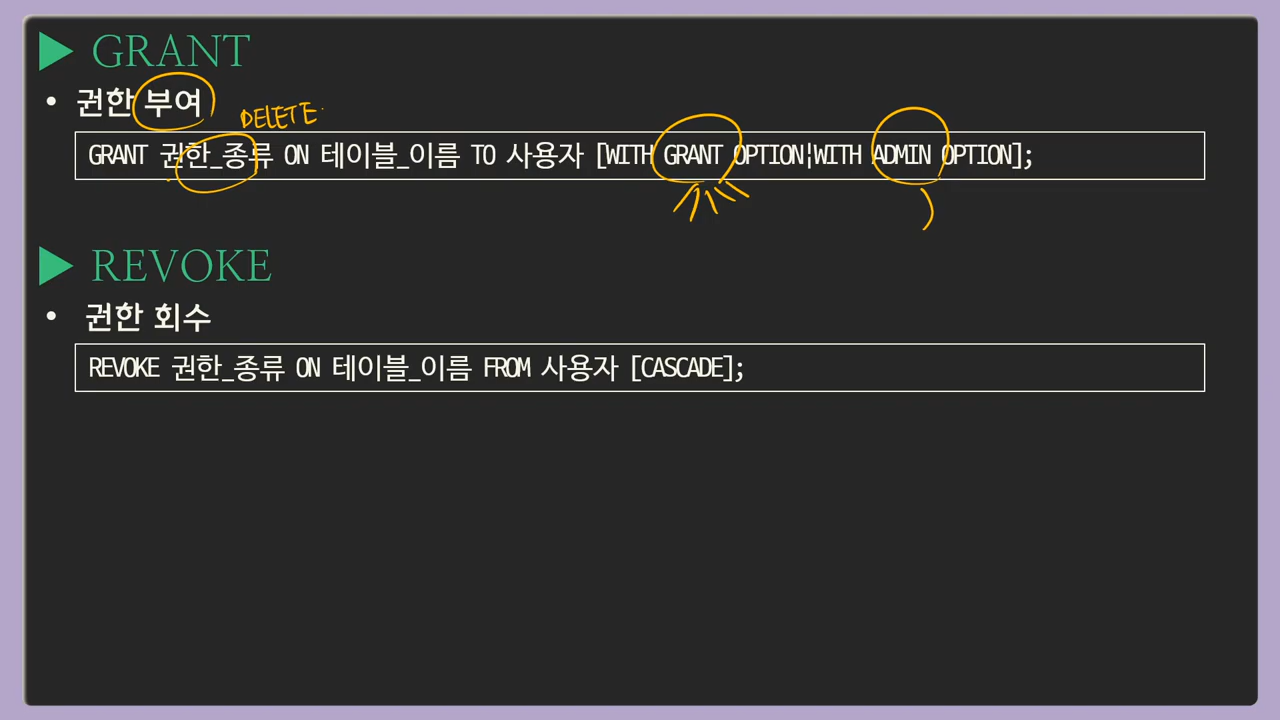 GRANT
• 권한 부여
DELETE
GRANT 권한_종류 ON 테이블_이름 TO 사용자 [WITH GRANT OPTION¦WITH ADMIN OPTION];
REVOKE
• 권한 회수
REVOKE 권한_종류 ON 테이블_이름 FROM 사용자 [CASCADE];